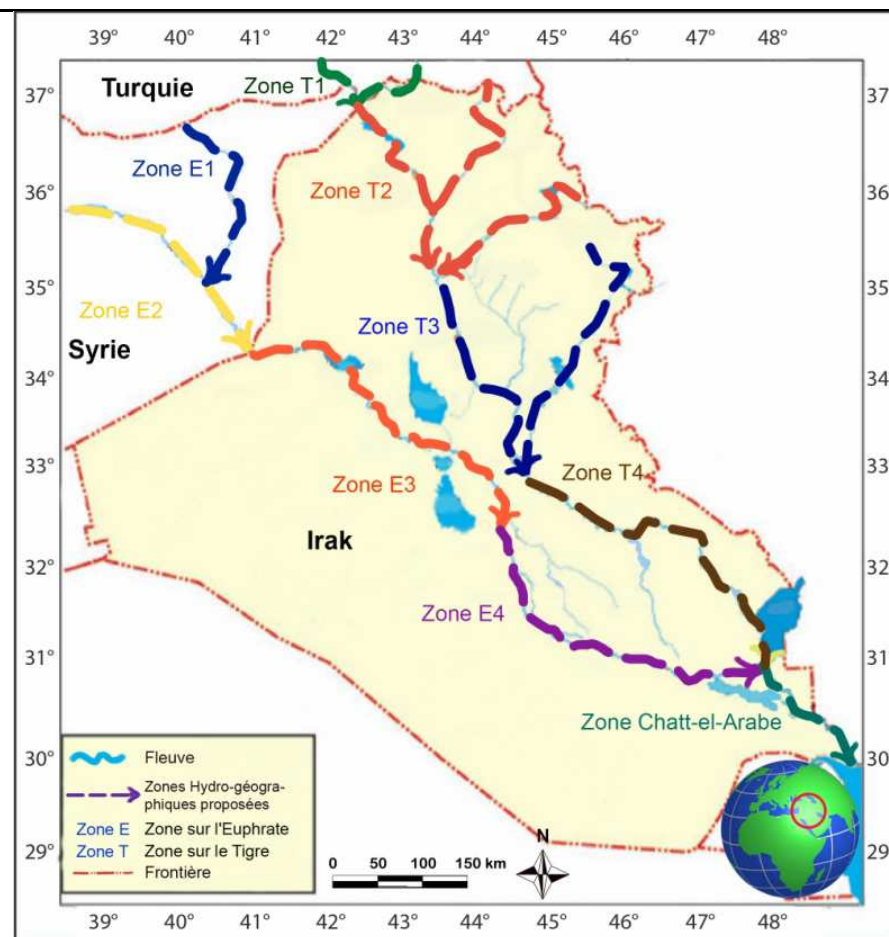 39° 40° 41° 42° 43° 44° 45° 46° 47° 48°
37° 37°
Turquie
Zone T1
Zone E1
Zone T2
36° 36°
35° 35°
Zone E2
Zone T3
Syrie
34° 34°
33° 33°
Zone E3
Zone T4
Irak
32° 32°
Zone E4
31° 31°
Zone Chatt-el-Arabe
30° 30°
Fleuve
Zones Hydro-géogra-
phiques proposées
Zone E Zone sur l'Euphrate
Zone T Zone sur le Tigre
Frontière
29° 29°
N
0 50 100 150 km
39° 40° 41° 42° 43° 44° 45° 46° 47° 48°